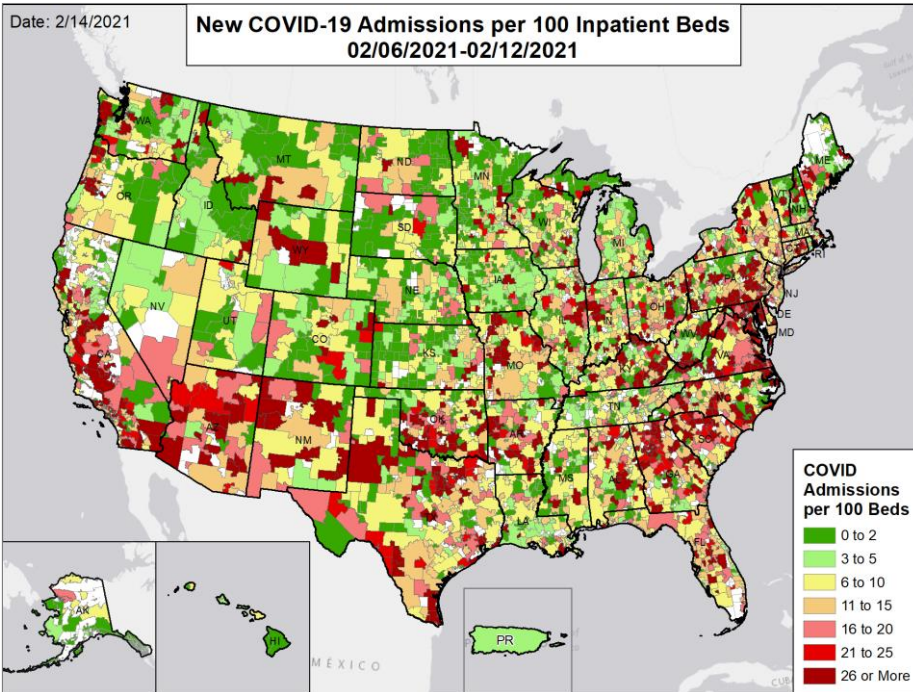 Date: 2/14/2021
New COVID-19 Admissions per 100 Inpatient Beds
02/06/2021-02/12/2021
WA
MT
ND
MN
ME
OR
ID
SD
WI
VT
NH
WY
MI
NY
MA
CT
RI
NE
IA
PA
NJ
NV
UT
IN
OH
DE
MD
CO
KS
MO
WV
VA
CA
KY
NC
TN
OK
AR
AZ
NM
SC
MS
AL
GA
LA
FL
AK
HI
PR
MÉXICO
CUBA
COVID
Admissions
per 100 Beds
0 to 2
3 to 5
6 to 10
11 to 15
16 to 20
21 to 25
26 or More